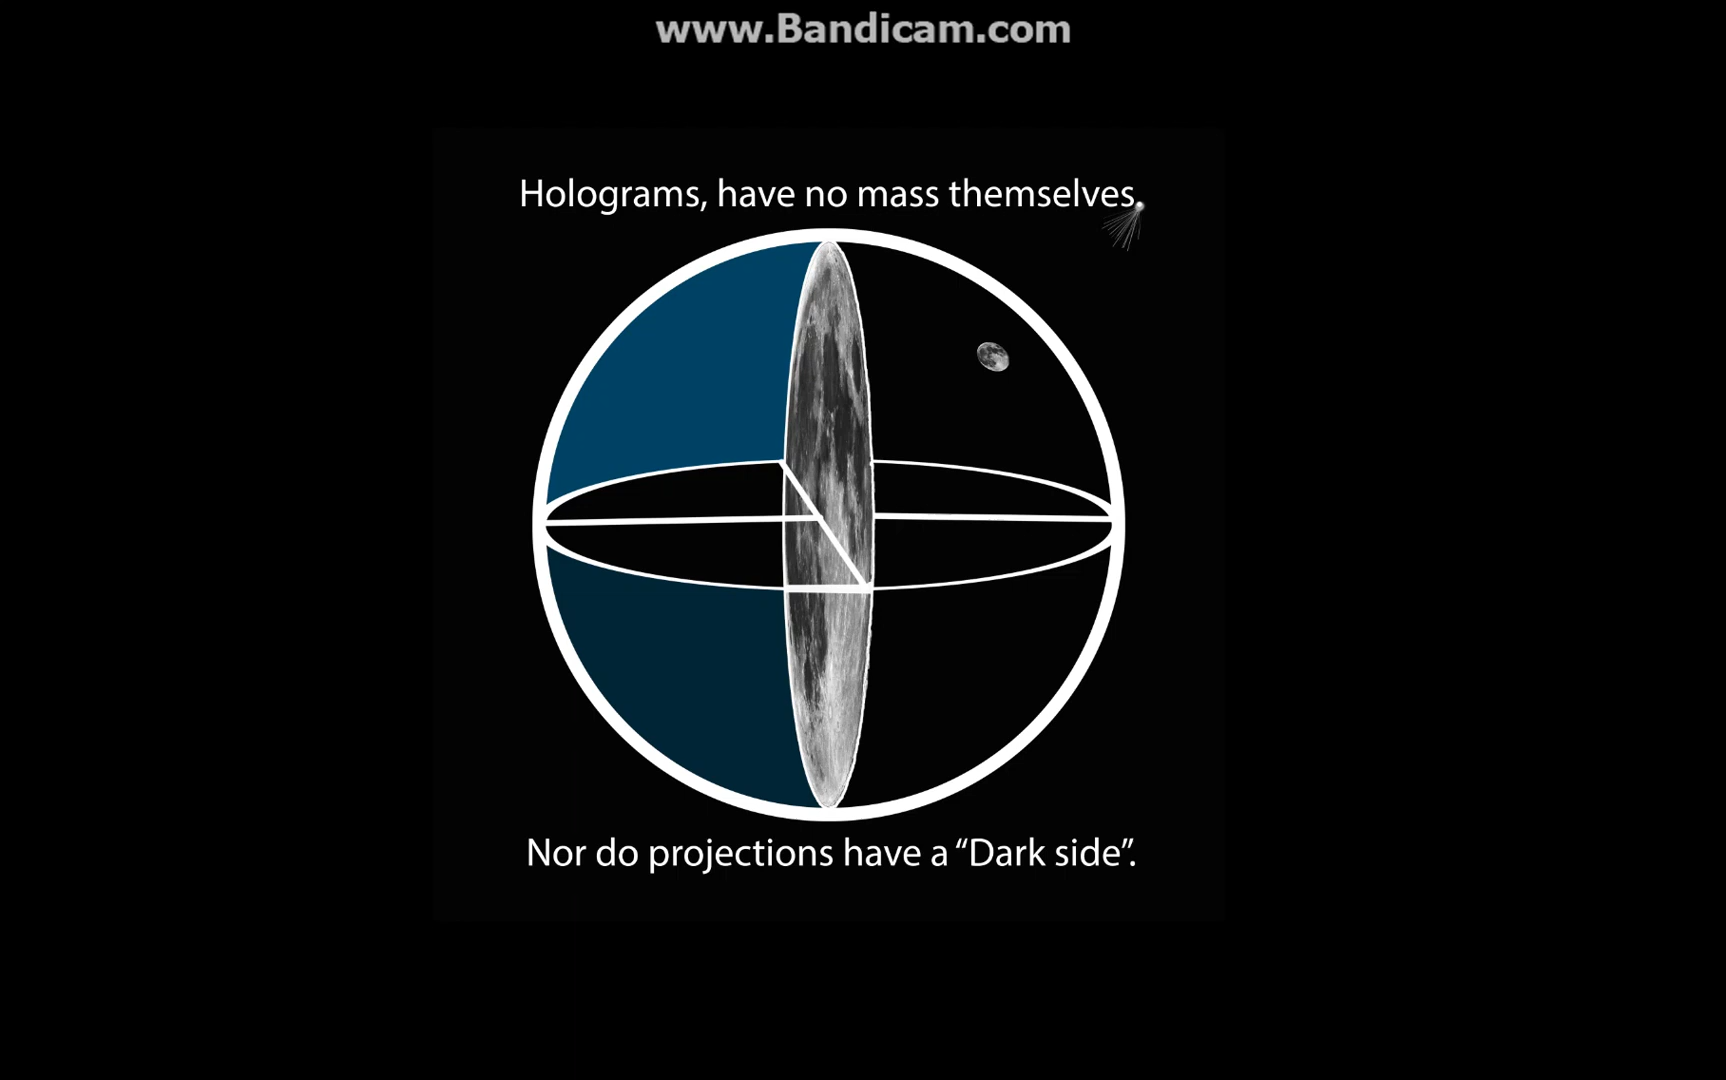 www.Bandicam.com
Holograms, have no mass themselves.
Nor do projections have a “Dark side”.